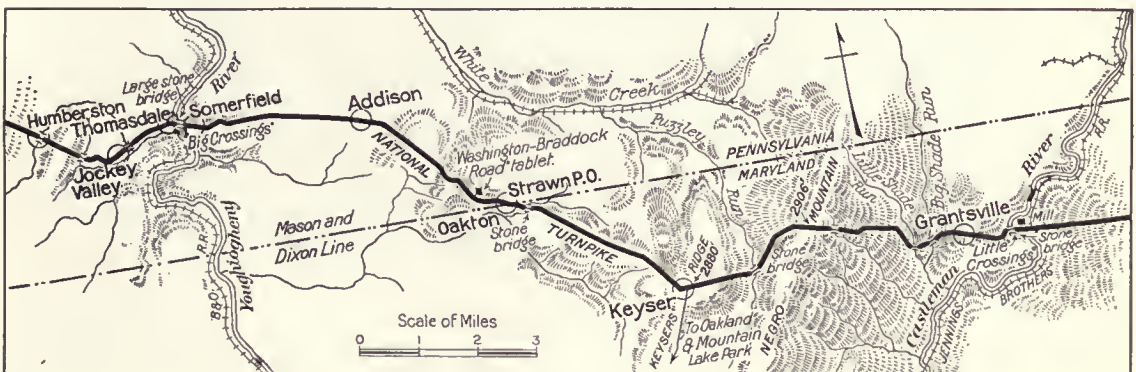 Large stone
bridge
River
Humberston
Thomasdale
Somerfield
'Big Crossings'
Jockey
Valley
Addison
NATIONAL
TURNPIKE
White
Creek
Puzzley
Run
Washington-Braddock
Road tablet
Strawn P.O.
Oakton
Stone
bridge
Mason and
Dixon Line
Youghiogheny
R.R.
B&O.
PENNSYLVANIA
MARYLAND
Little Shade
Big Shade Run
2906
MOUNTAIN
NEGRO
Stone
bridge
RIDGE
2880
KEYSERS
Keyser
To Oakland
& Mountain
Lake Park
Grantsville
Little
Crossings
Mill
Stone
bridge
River
R.R.
Castleman
JENNINGS
BROTHERS
Scale of Miles
0 1 2 3